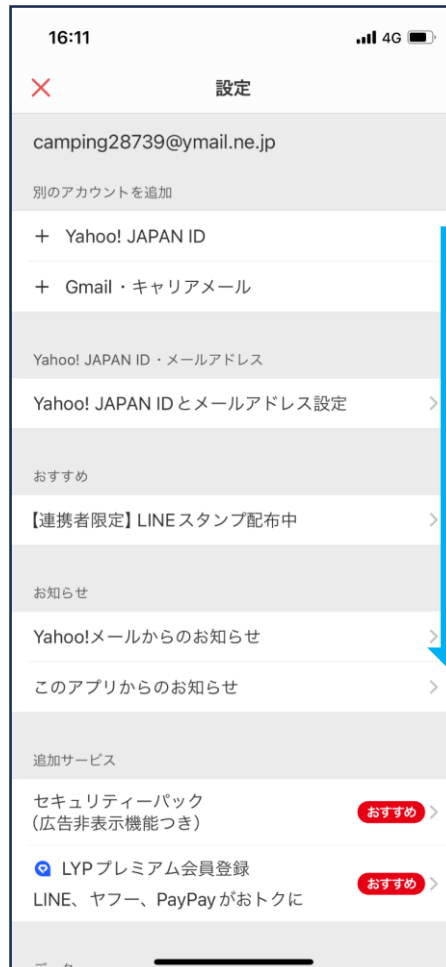 16:11
4G
設定
camping28739@ymail.ne.jp
別のアカウントを追加
+ Yahoo! JAPAN ID
+ Gmail・キャリアメール
Yahoo! JAPAN ID・メールアドレス
Yahoo! JAPAN IDとメールアドレス設定
おすすめ
【連携者限定】LINEスタンプ配布中
お知らせ
Yahoo!メールからのお知らせ
このアプリからのお知らせ
追加サービス
セキュリティーパック
（広告非表示機能つき）
おすすめ
LYPプレミアム会員登録
LINE、ヤフー、PayPayがおトクに
おすすめ